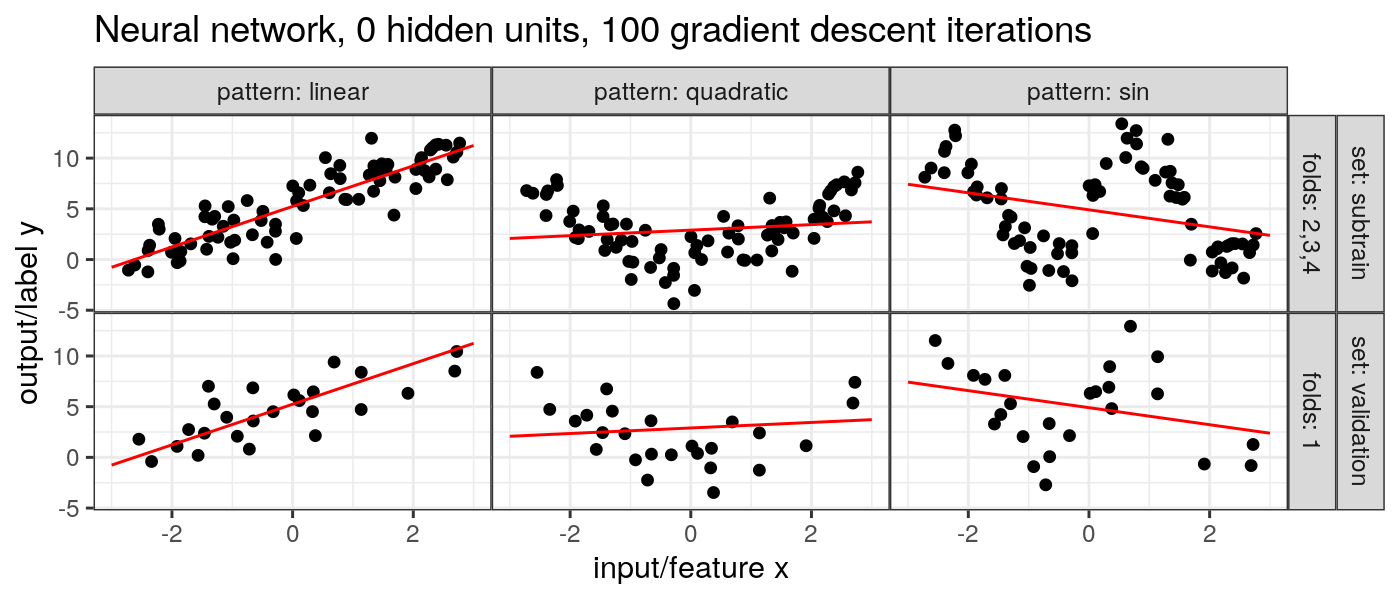 Neural network, 0 hidden units, 100 gradient descent iterations
pattern: linear
pattern: quadratic
pattern: sin
output/label y
10
5
0
-5
folds: 2,3,4
set: subtrain
10
5
0
-5
folds: 1
set: validation
-2 0 2
-2 0 2
-2 0 2
input/feature x